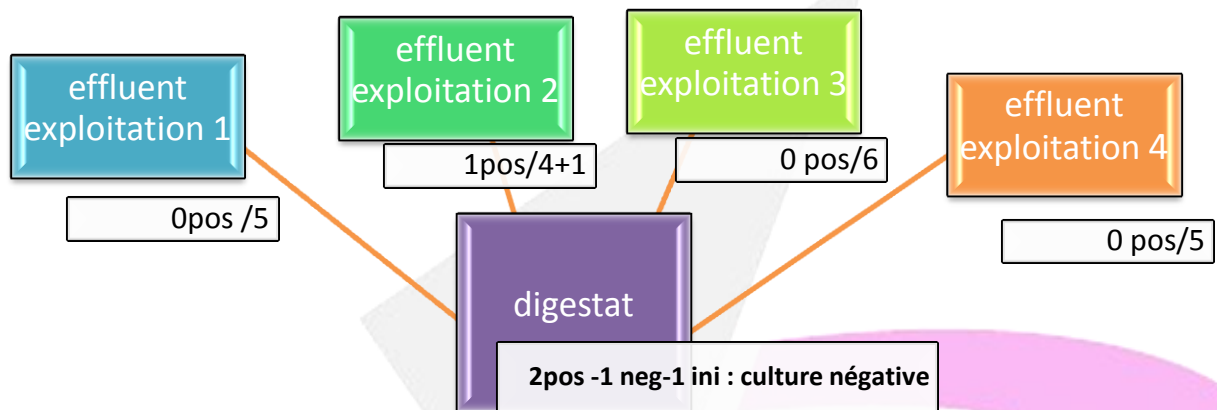 effluent
exploitation 1
0pos /5
effluent
exploitation 2
1pos/4+1
effluent
exploitation 3
0 pos/6
effluent
exploitation 4
0 pos/5
digestat
2pos -1 neg-1 ini : culture négative